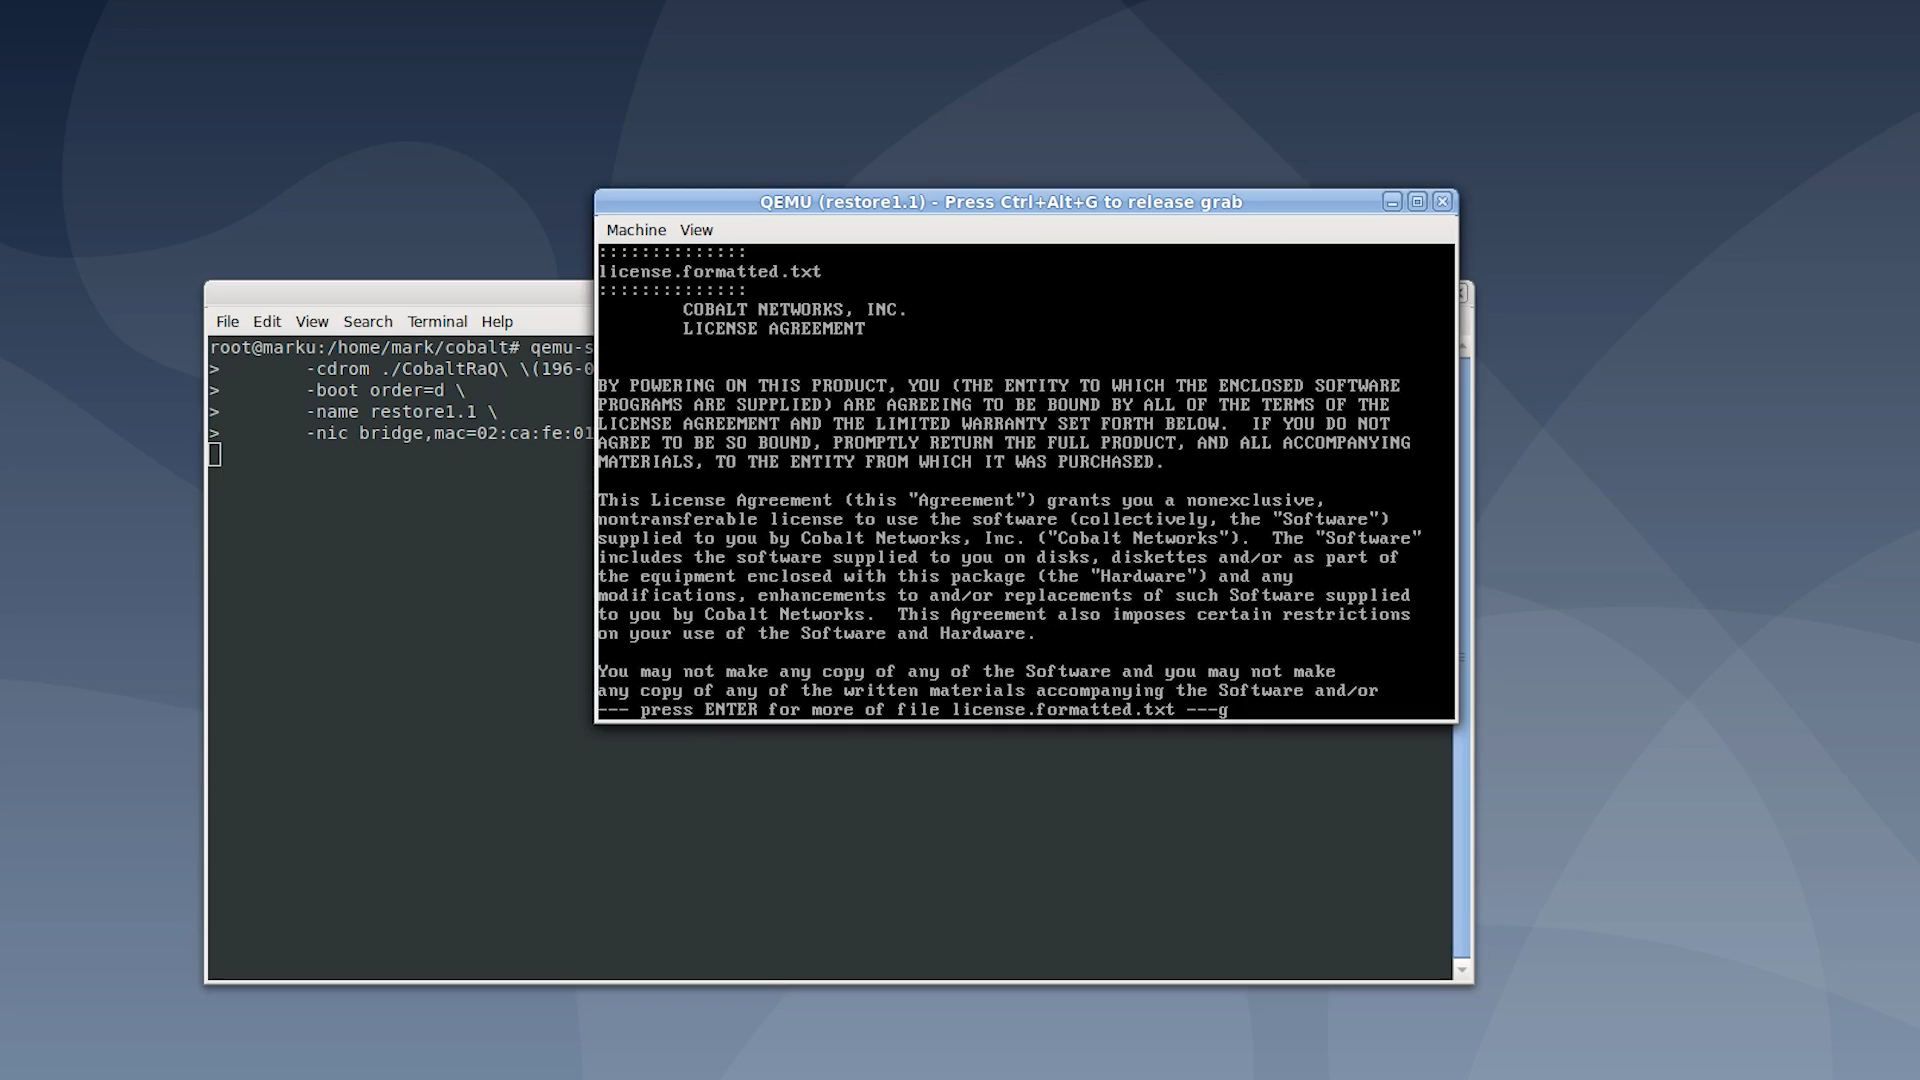 QEMU (restore1.1) - Press Ctrl+Alt+G to release grab
Machine View
::::::::::::::
license.formatted.txt
::::::::::::::
COBALT NETWORKS, INC.
LICENSE AGREEMENT
BY POWERING ON THIS PRODUCT, YOU (THE ENTITY TO WHICH THE ENCLOSED SOFTWARE
PROGRAMS ARE SUPPLIED) ARE AGREEING TO BE BOUND BY ALL OF THE TERMS OF THE
LICENSE AGREEMENT AND THE LIMITED WARRANTY SET FORTH BELOW.  IF YOU DO NOT
AGREE TO BE SO BOUND, PROMPTLY RETURN THE FULL PRODUCT, AND ALL ACCOMPANYING
MATERIALS, TO THE ENTITY FROM WHICH IT WAS PURCHASED.
This License Agreement (this "Agreement") grants you a nonexclusive,
nontransferable license to use the software (collectively, the "Software")
supplied to you by Cobalt Networks, Inc. ("Cobalt Networks").  The "Software"
includes the software supplied to you on disks, diskettes and/or as part of
the equipment enclosed with this package (the "Hardware") and any
modifications, enhancements to and/or replacements of such Software supplied
to you by Cobalt Networks.  This Agreement also imposes certain restrictions
on your use of the Software and Hardware.
You may not make any copy of any of the Software and you may not make
any copy of any of the written materials accompanying the Software and/or
--- press ENTER for more of file license.formatted.txt ---g
File Edit View Search Terminal Help
root@marku:/home/mark/cobalt# qemu-s
> -cdrom ./CobaltRaQ\ \(196-0
> -boot order=d \
> -name restore1.1 \
> -nic bridge,mac=02:ca:fe:01